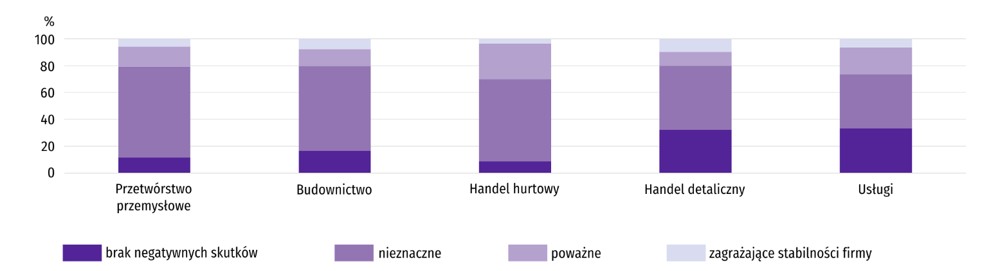 %
100
80
60
40
20
0
Przetwórstwo
przemysłowe
Budownictwo
Handel hurtowy
Handel detaliczny
Usługi
brak negatywnych skutków
nieznaczne
poważne
zagrażające stabilności firmy